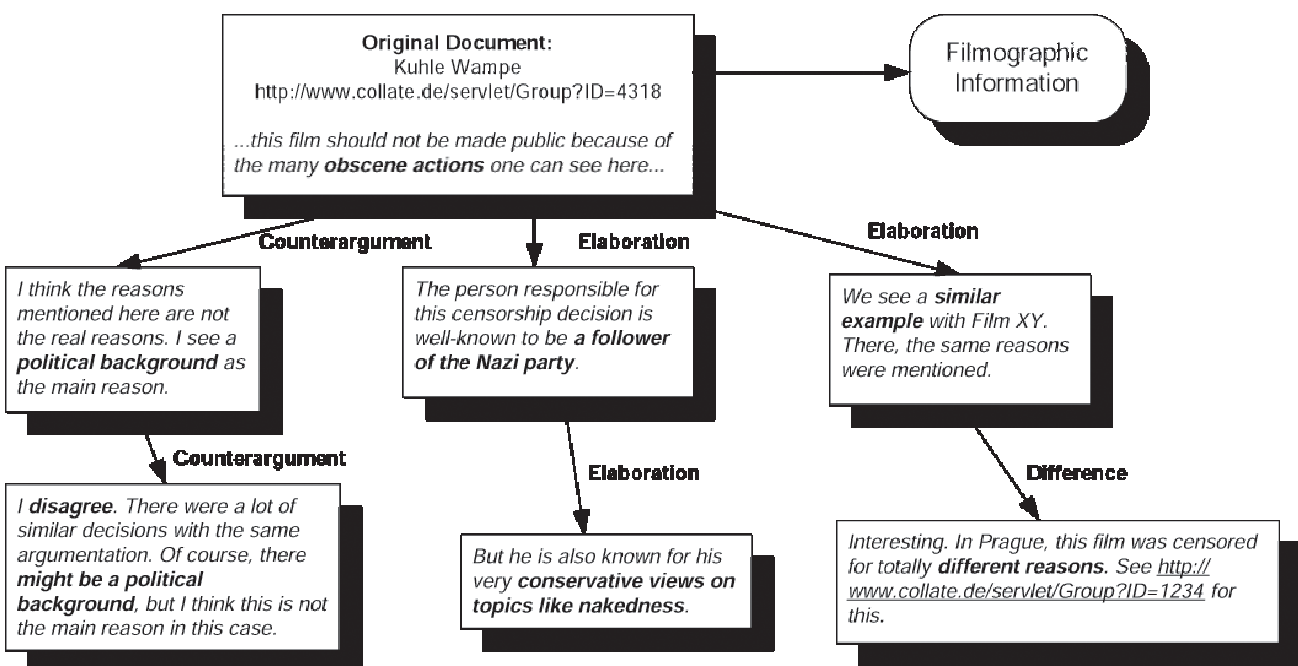 Original Document:
Kuhle Wampe
http://www.collate.de/servlet/Group?ID=4318
...this film should not be made public because of
the many obscene actions one can see here...
Filmographic
Information
Counterargument
Elaboration
Elaboration
I think the reasons
mentioned here are not
the real reasons. I see a
political background as
the main reason.
The person responsible for
this censorship decision is
well-known to be a follower
of the Nazi party.
We see a similar
example with Film XY.
There, the same reasons
were mentioned.
Counterargument
Elaboration
Difference
I disagree. There were a lot of
similar decisions with the same
argumentation. Of course, there
might be a political
background, but I think this is not
the main reason in this case.
But he is also known for his
very conservative views on
topics like nakedness.
Interesting. In Prague, this film was censored
for totally different reasons. See http://
www.collate.de/servlet/Group?ID=1234 for
this.